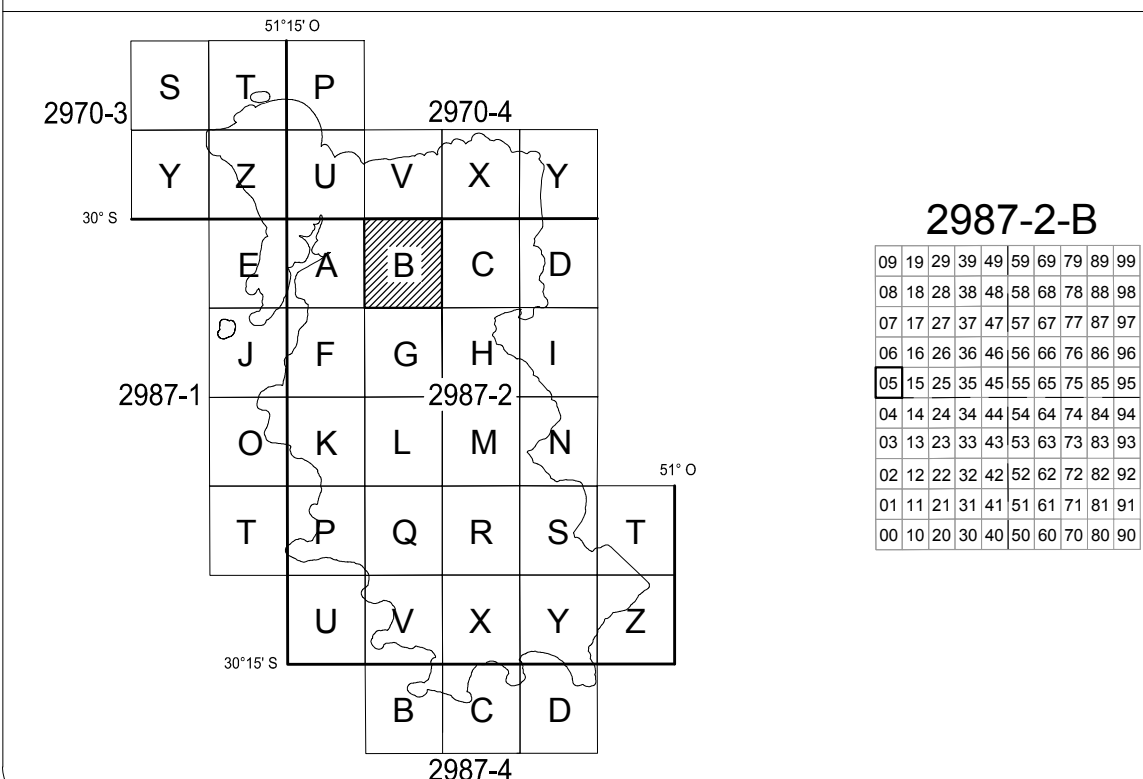 51°15' O
S T P
2970-3 2970-4
Y Z U V X Y
30° S
E A B C D
J F G H I
2987-1 2987-2
O K L M N
51° O
T P Q R S T
U V X Y Z
30°15' S
B C D
2987-4
2987-2-B
09 19 29 39 49 59 69 79 89 99
08 18 28 38 48 58 68 78 88 98
07 17 27 37 47 57 67 77 87 97
06 16 26 36 46 56 66 76 86 96
05 15 25 35 45 55 65 75 85 95
04 14 24 34 44 54 64 74 84 94
03 13 23 33 43 53 63 73 83 93
02 12 22 32 42 52 62 72 82 92
01 11 21 31 41 51 61 71 81 91
00 10 20 30 40 50 60 70 80 90